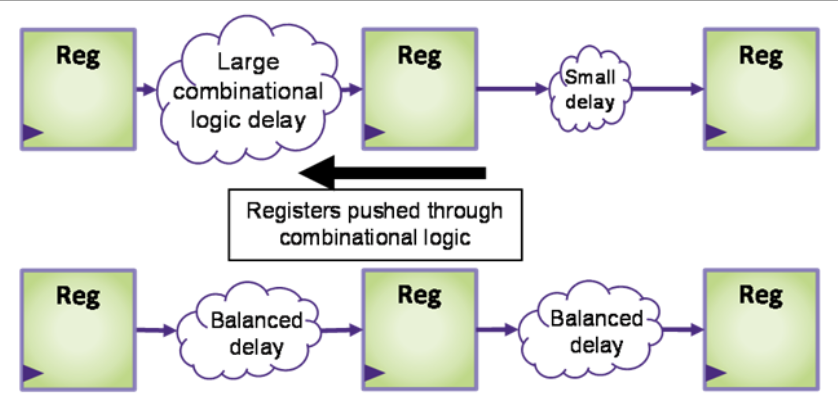 Reg
Large
combinational
logic delay
Reg
Small
delay
Reg
Registers pushed through
combinational logic
Reg
Balanced
delay
Reg
Balanced
delay
Reg